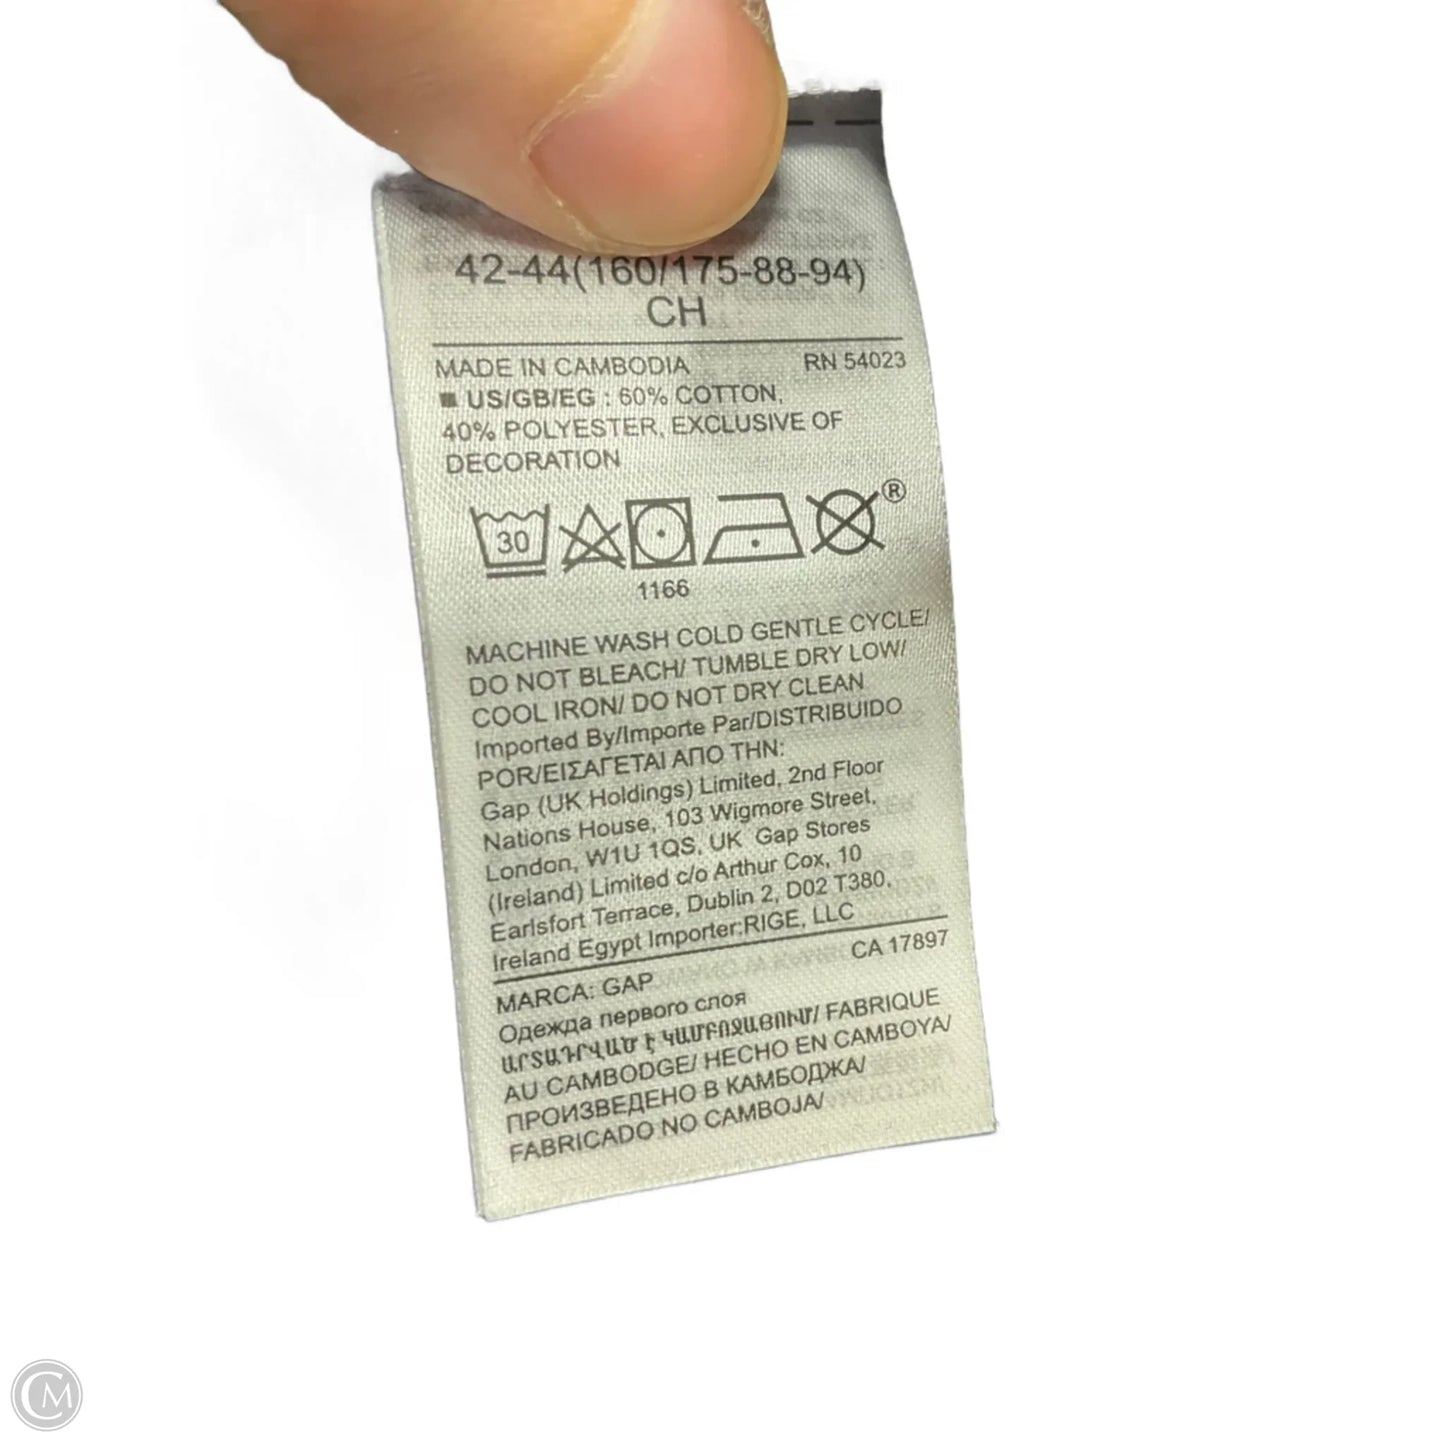 42-44(160/175-88-94)
CH
MADE IN CAMBODIA RN 54023
■ US/GB/EG : 60% COTTON,
40% POLYESTER, EXCLUSIVE OF
DECORATION
30 ®
1166
MACHINE WASH COLD GENTLE CYCLE/
DO NOT BLEACH/ TUMBLE DRY LOW/
COOL IRON/ DO NOT DRY CLEAN
Imported By/Importe Par/DISTRIBUIDO
POR/ΕΙΣΑΓΕΤΑΙ ΑΠΟ ΤΗΝ:
Gap (UK Holdings) Limited, 2nd Floor
Nations House, 103 Wigmore Street,
London, W1U 1QS, UK Gap Stores
(Ireland) Limited c/o Arthur Cox, 10
Earlsfort Terrace, Dublin 2, D02 T380,
Ireland Egypt Importer:RIGE, LLC
MARCA: GAP CA 17897
Одежда первого слоя
ԱՐՏԱԴՐՎԱԾ Է ԿԱՄԲՈՋԱՅՈՒՄ/ FABRIQUE
AU CAMBODGE/ HECHO EN CAMBOYA/
ПРОИЗВЕДЕНО В КАМБОДЖА/
FABRICADO NO CAMBOJA/
CM